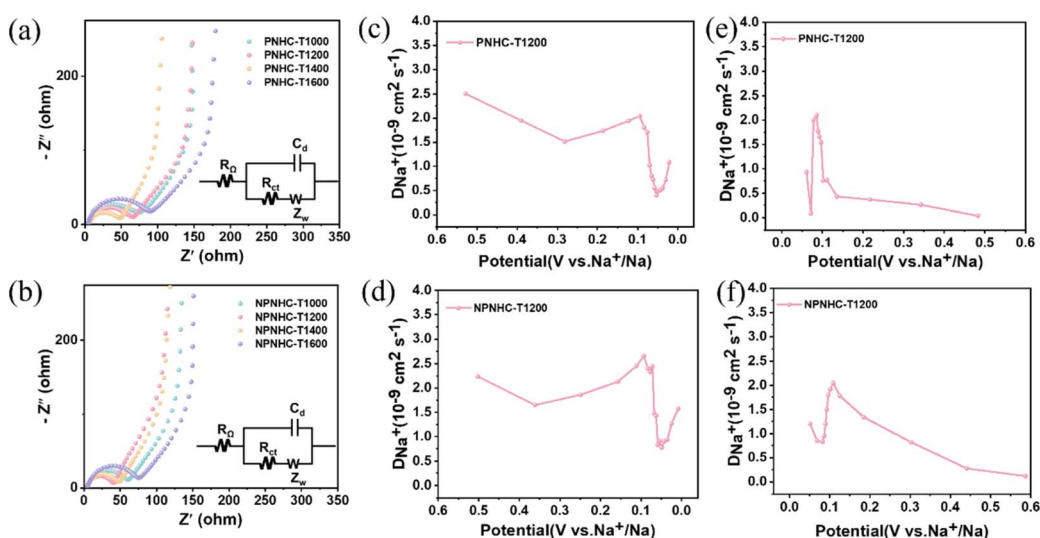 (a)
PNHC-T1000
PNHC-T1200
PNHC-T1400
PNHC-T1600
200
0
- Z″ (ohm)
RΩ
Cd
Rct
Zw
0 50 100 150 200 250 300 350
Z′ (ohm)
(c)
PNHC-T1200
4.0
3.5
3.0
2.5
2.0
1.5
1.0
0.5
0.0
DNa+(10-9 cm2 s-1)
0.6 0.5 0.4 0.3 0.2 0.1 0.0
Potential(V vs.Na+/Na)
(e)
PNHC-T1200
4.0
3.5
3.0
2.5
2.0
1.5
1.0
0.5
0.0
DNa+(10-9 cm2 s-1)
0.0 0.1 0.2 0.3 0.4 0.5 0.6
Potential(V vs.Na+/Na)
(b)
NPNHC-T1000
NPNHC-T1200
NPNHC-T1400
NPNHC-T1600
200
0
- Z″ (ohm)
RΩ
Cd
Rct
Zw
0 50 100 150 200 250 300 350
Z′ (ohm)
(d)
NPNHC-T1200
4.0
3.5
3.0
2.5
2.0
1.5
1.0
0.5
0.0
DNa+(10-9 cm2 s-1)
0.6 0.5 0.4 0.3 0.2 0.1 0.0
Potential(V vs.Na+/Na)
(f)
NPNHC-T1200
4.0
3.5
3.0
2.5
2.0
1.5
1.0
0.5
0.0
DNa+(10-9 cm2 s-1)
0.0 0.1 0.2 0.3 0.4 0.5 0.6
Potential(V vs.Na+/Na)